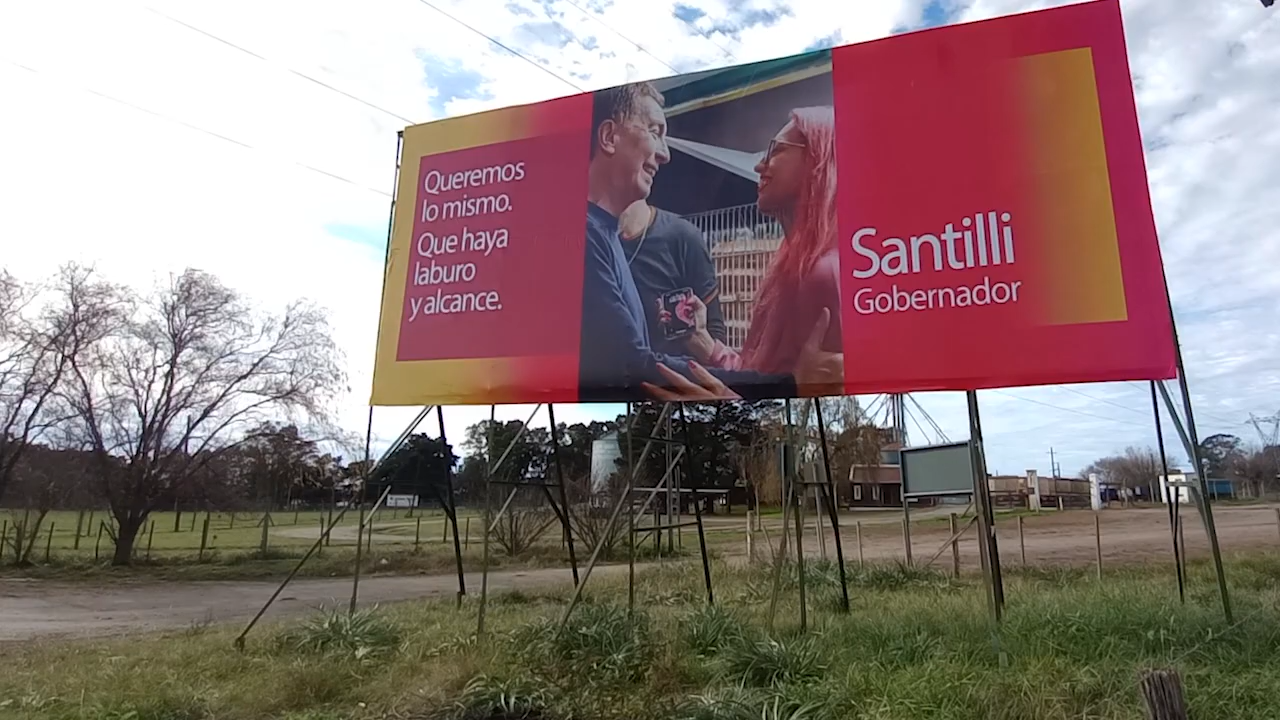 Queremos
lo mismo.
Que haya
laburo
y alcance.
Santilli
Gobernador